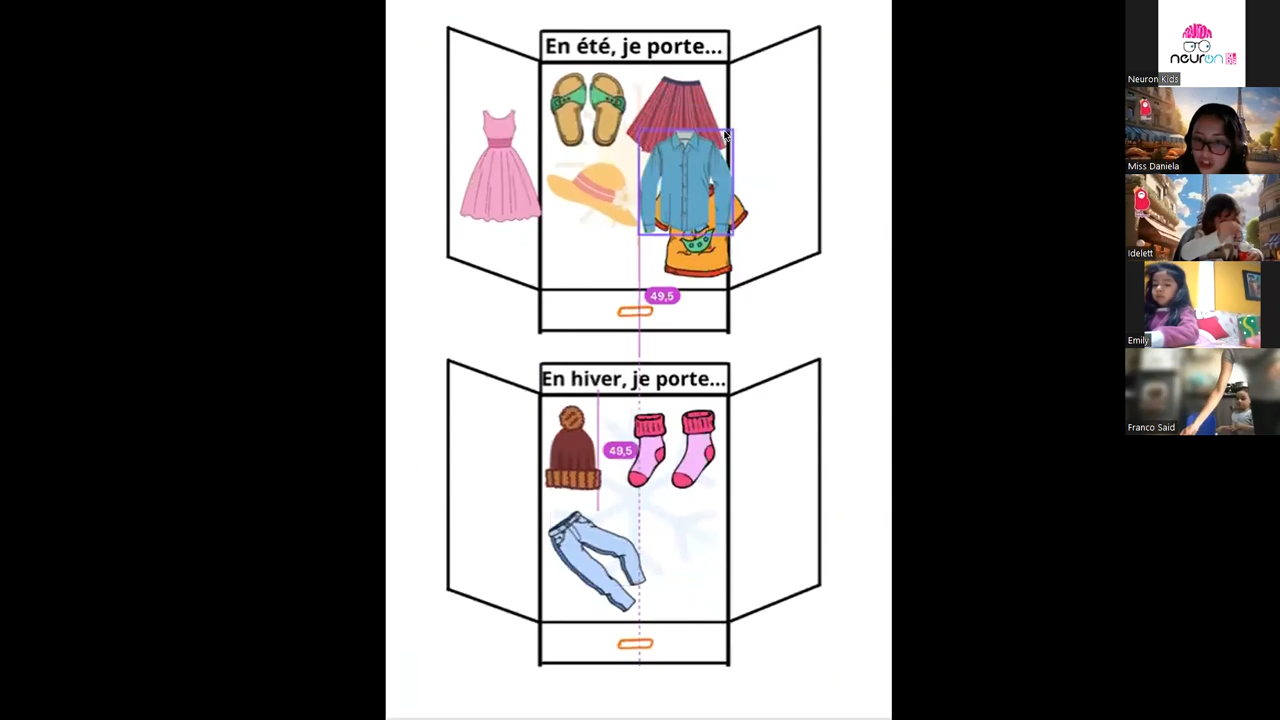 En été, je porte...
49,5
En hiver, je porte...
49,5
neuron
KIDS
Neuron Kids
Miss Daniela
Idelett
Emily
Franco Said